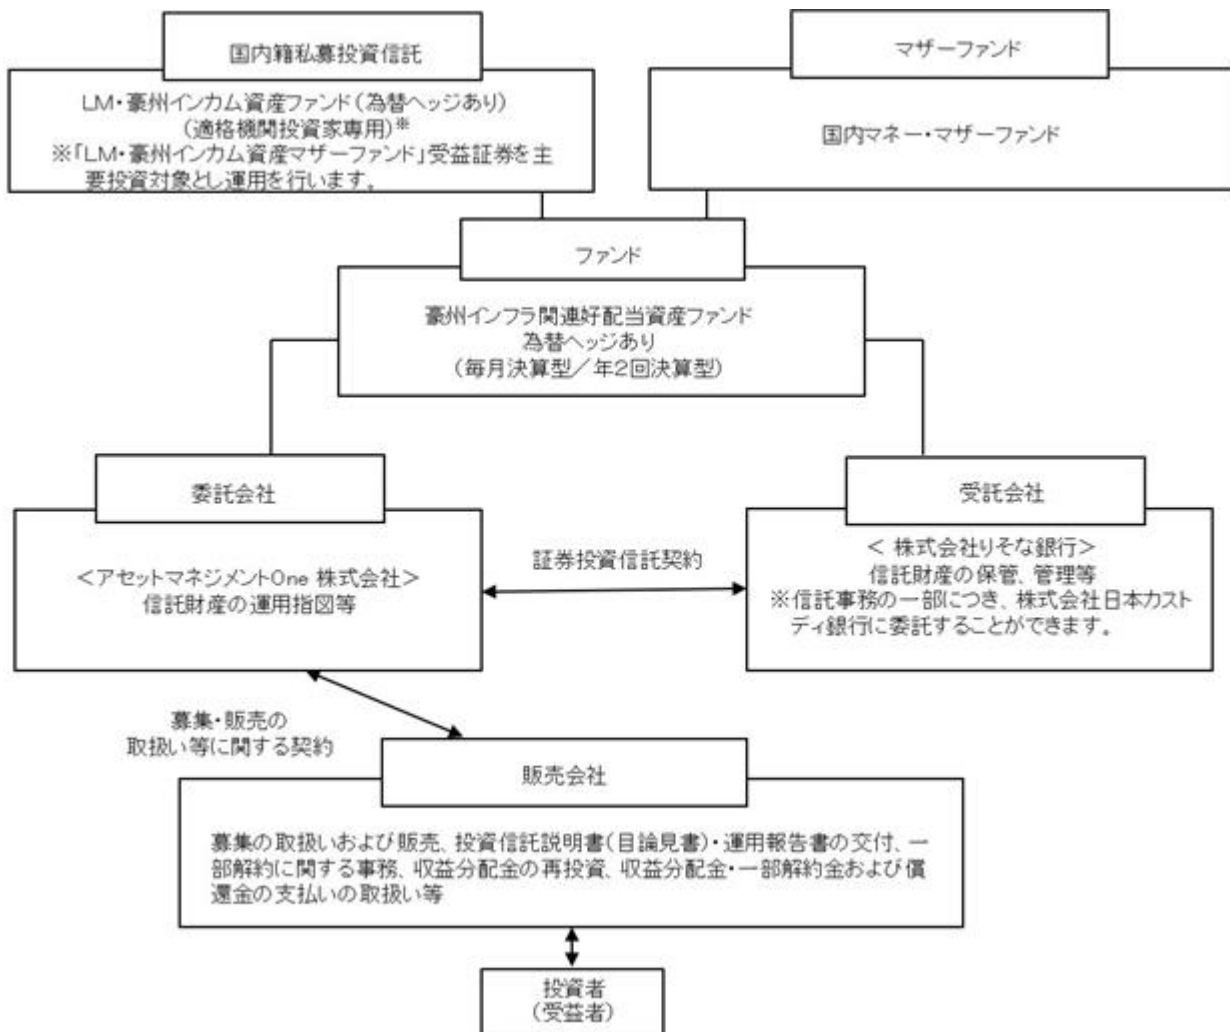 国内籍私募投資信託
LM・豪州インカム資産ファンド(為替ヘッジあり)
(適格機関投資家専用)※
※「LM・豪州インカム資産マザーファンド」受益証券を主
要投資対象とし運用を行います。
マザーファンド
国内マネー・マザーファンド
ファンド
豪州インフラ関連好配当資産ファンド
為替ヘッジあり
(毎月決算型/年2回決算型)
委託会社
<アセットマネジメントOne 株式会社>
信託財産の運用指図等
証券投資信託契約
受託会社
< 株式会社りそな銀行>
信託財産の保管、管理等
※信託事務の一部につき、株式会社日本カスト
ディ銀行に委託することができます。
募集・販売の
取扱い等に関する契約
販売会社
募集の取扱いおよび販売、投資信託説明書(目論見書)・運用報告書の交付、一
部解約に関する事務、収益分配金の再投資、収益分配金・一部解約金および償
還金の支払いの取扱い等
投資者
(受益者)